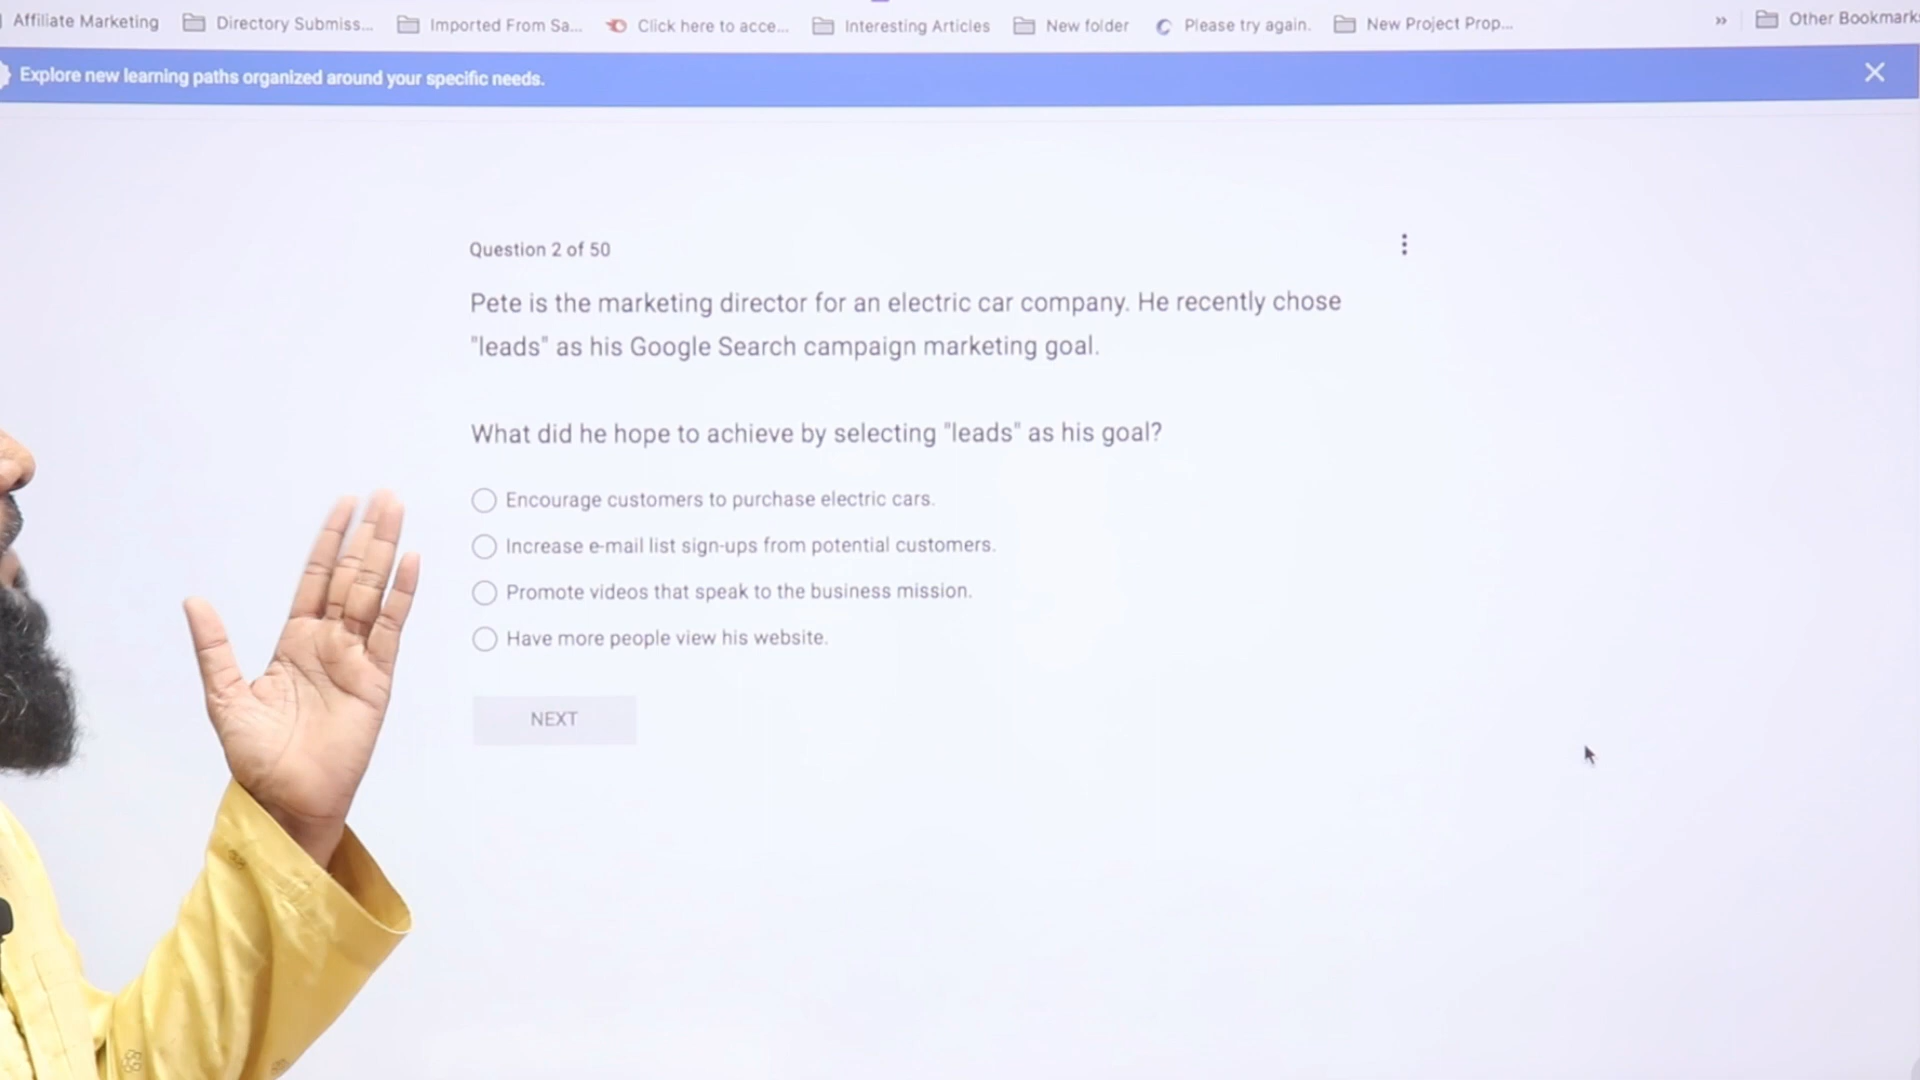 Affiliate Marketing Directory Submiss... Imported From Sa... Click here to acce... Interesting Articles New folder Please try again. New Project Prop... » Other Bookmarks
Explore new learning paths organized around your specific needs.
Question 2 of 50
Pete is the marketing director for an electric car company. He recently chose
"leads" as his Google Search campaign marketing goal.
What did he hope to achieve by selecting "leads" as his goal?
Encourage customers to purchase electric cars.
Increase e-mail list sign-ups from potential customers.
Promote videos that speak to the business mission.
Have more people view his website.
NEXT